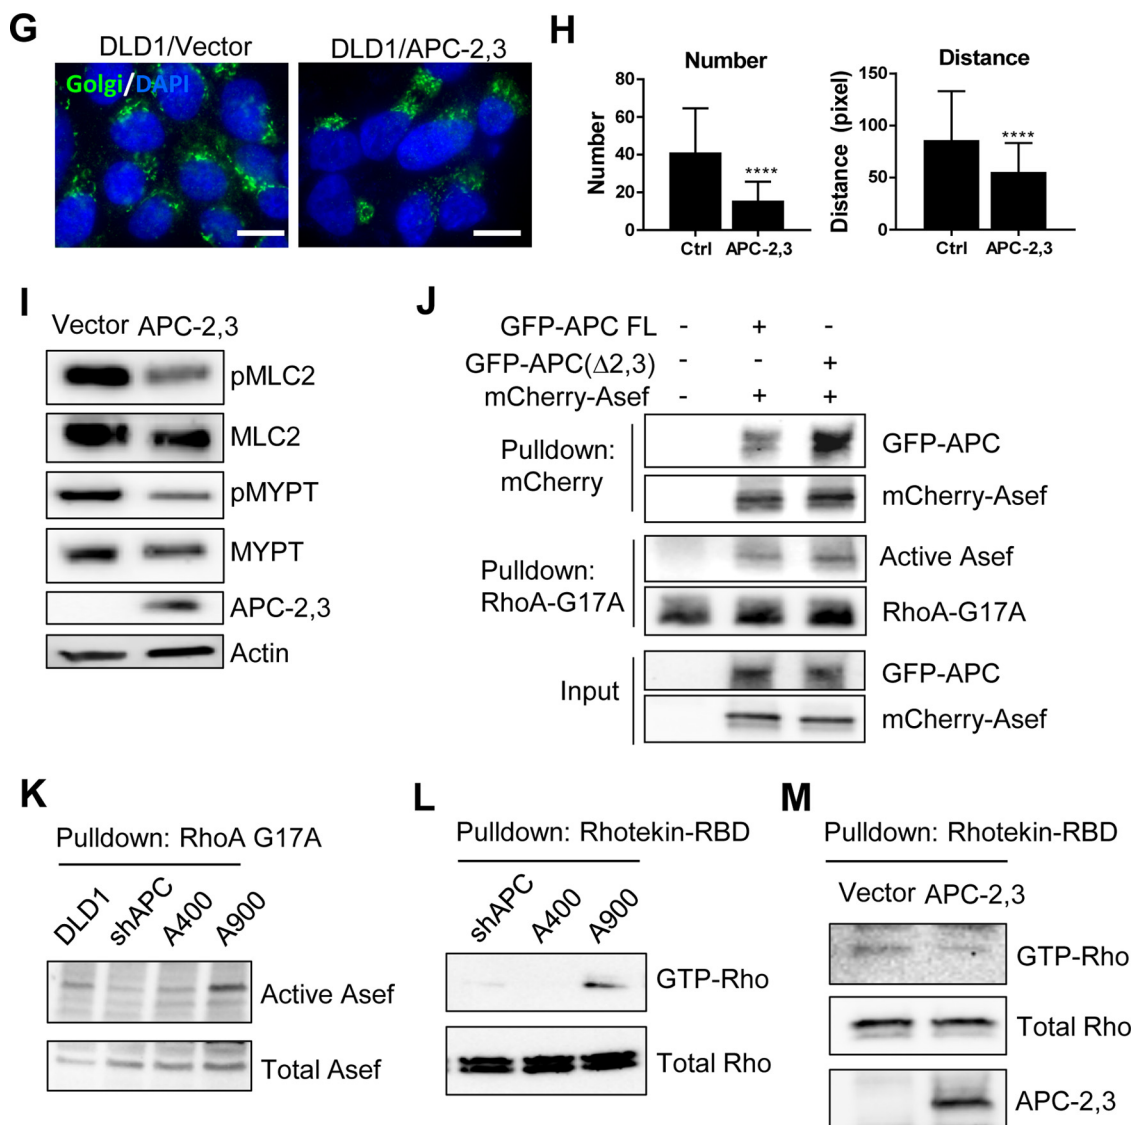 G
DLD1/Vector
DLD1/APC-2,3
Golgi/DAPI
H
Number
Number
80
60
40
20
0
Ctrl
APC-2,3
****
Distance
Distance (pixel)
150
100
50
0
Ctrl
APC-2,3
****
I
Vector APC-2,3
pMLC2
MLC2
pMYPT
MYPT
APC-2,3
Actin
J
GFP-APC FL - + -
GFP-APC(Δ2,3) - - +
mCherry-Asef - + +
Pulldown:
mCherry
GFP-APC
mCherry-Asef
Pulldown:
RhoA-G17A
Active Asef
RhoA-G17A
Input
GFP-APC
mCherry-Asef
K
Pulldown: RhoA G17A
DLD1
shAPC
A400
A900
Active Asef
Total Asef
L
Pulldown: Rhotekin-RBD
shAPC
A400
A900
GTP-Rho
Total Rho
M
Pulldown: Rhotekin-RBD
Vector APC-2,3
GTP-Rho
Total Rho
APC-2,3